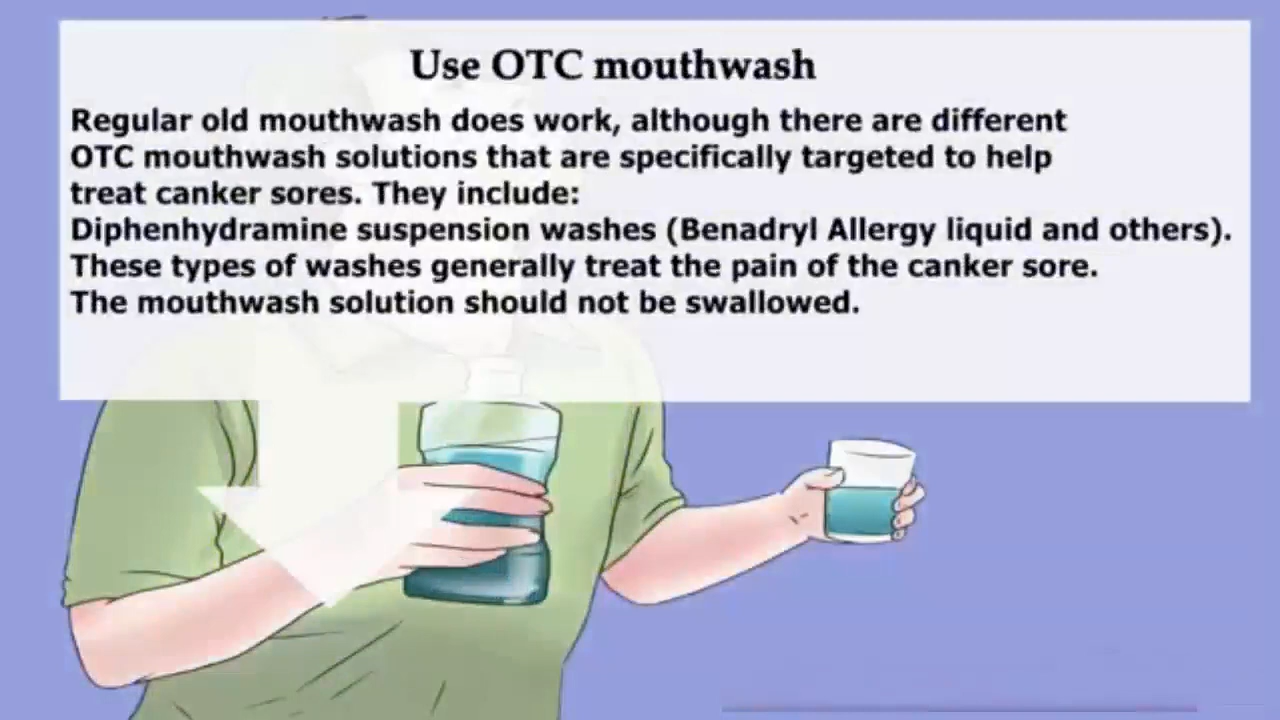 Use OTC mouthwash
Regular old mouthwash does work, although there are different
OTC mouthwash solutions that are specifically targeted to help
treat canker sores. They include:
Diphenhydramine suspension washes (Benadryl Allergy liquid and others).
These types of washes generally treat the pain of the canker sore.
The mouthwash solution should not be swallowed.